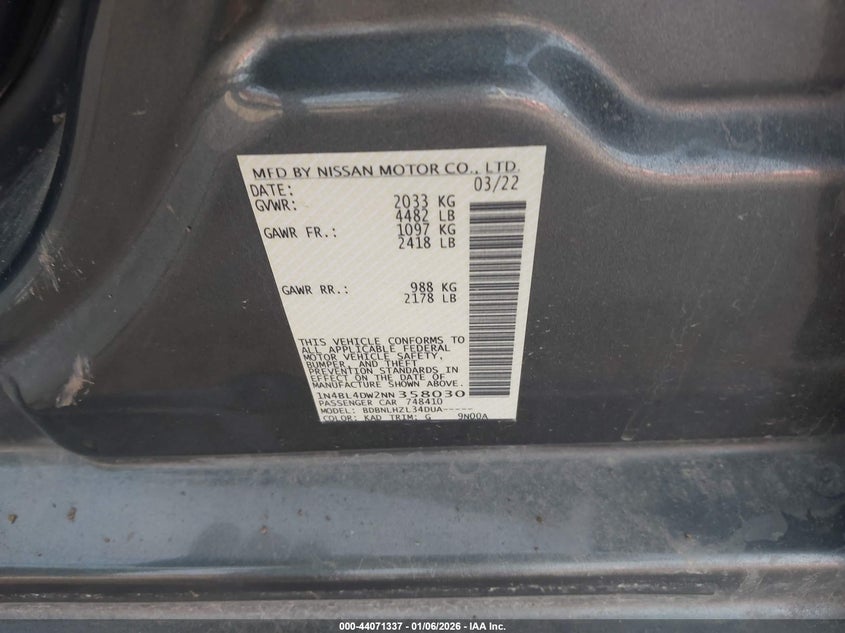 MFD BY NISSAN MOTOR CO., LTD.
DATE: 03/22
GVWR: 2033 KG
4482 LB
GAWR FR.: 1097 KG
2418 LB
GAWR RR.: 988 KG
2178 LB
THIS VEHICLE CONFORMS TO
ALL APPLICABLE FEDERAL
MOTOR VEHICLE SAFETY,
BUMPER, AND THEFT
PREVENTION STANDARDS IN
EFFECT ON THE DATE OF
MANUFACTURE SHOWN ABOVE.
1N4BL4DW2NN358030
PASSENGER CAR 748410
MODEL: BDBNLHZL34DUA-----
COLOR: KAD TRIM: G 9N00A
000-44071337 - 01/06/2026 - IAA Inc.